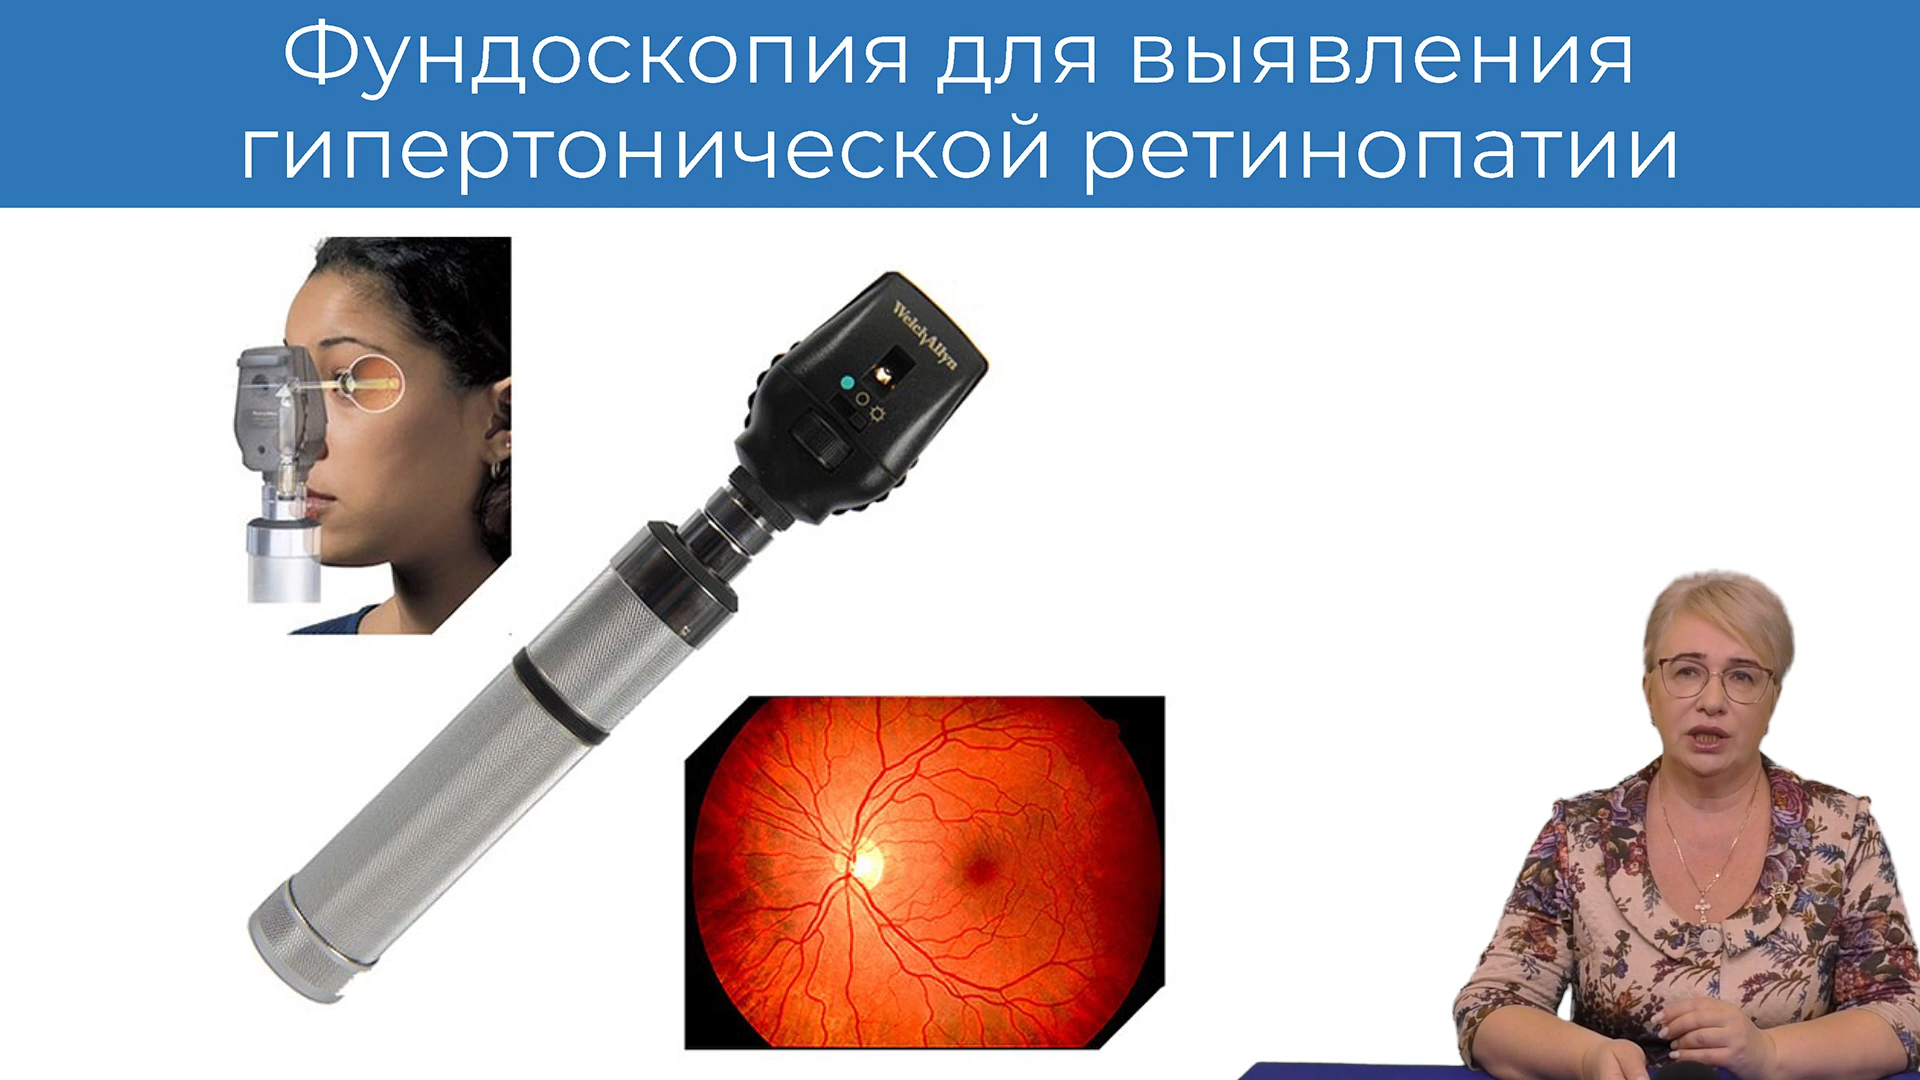 Фундоскопия для выявления
гипертонической ретинопатии
WelchAllyn